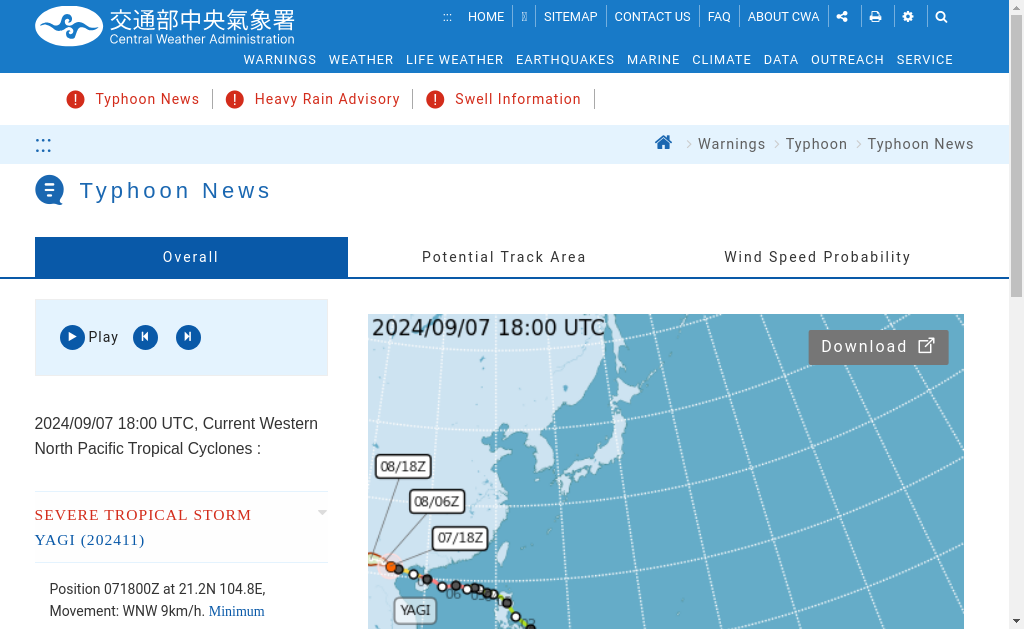 交通部中央氣象署
Central Weather Administration
::: HOME SITEMAP CONTACT US FAQ ABOUT CWA
WARNINGS WEATHER LIFE WEATHER EARTHQUAKES MARINE CLIMATE DATA OUTREACH SERVICE
Typhoon News Heavy Rain Advisory Swell Information
:::
Warnings Typhoon Typhoon News
Typhoon News
Overall Potential Track Area Wind Speed Probability
Play
2024/09/07 18:00 UTC, Current Western
North Pacific Tropical Cyclones :
SEVERE TROPICAL STORM
YAGI (202411)
Position 071800Z at 21.2N 104.8E,
Movement: WNW 9km/h. Minimum
2024/09/07 18:00 UTC
Download
08/18Z
08/06Z
07/18Z
YAGI